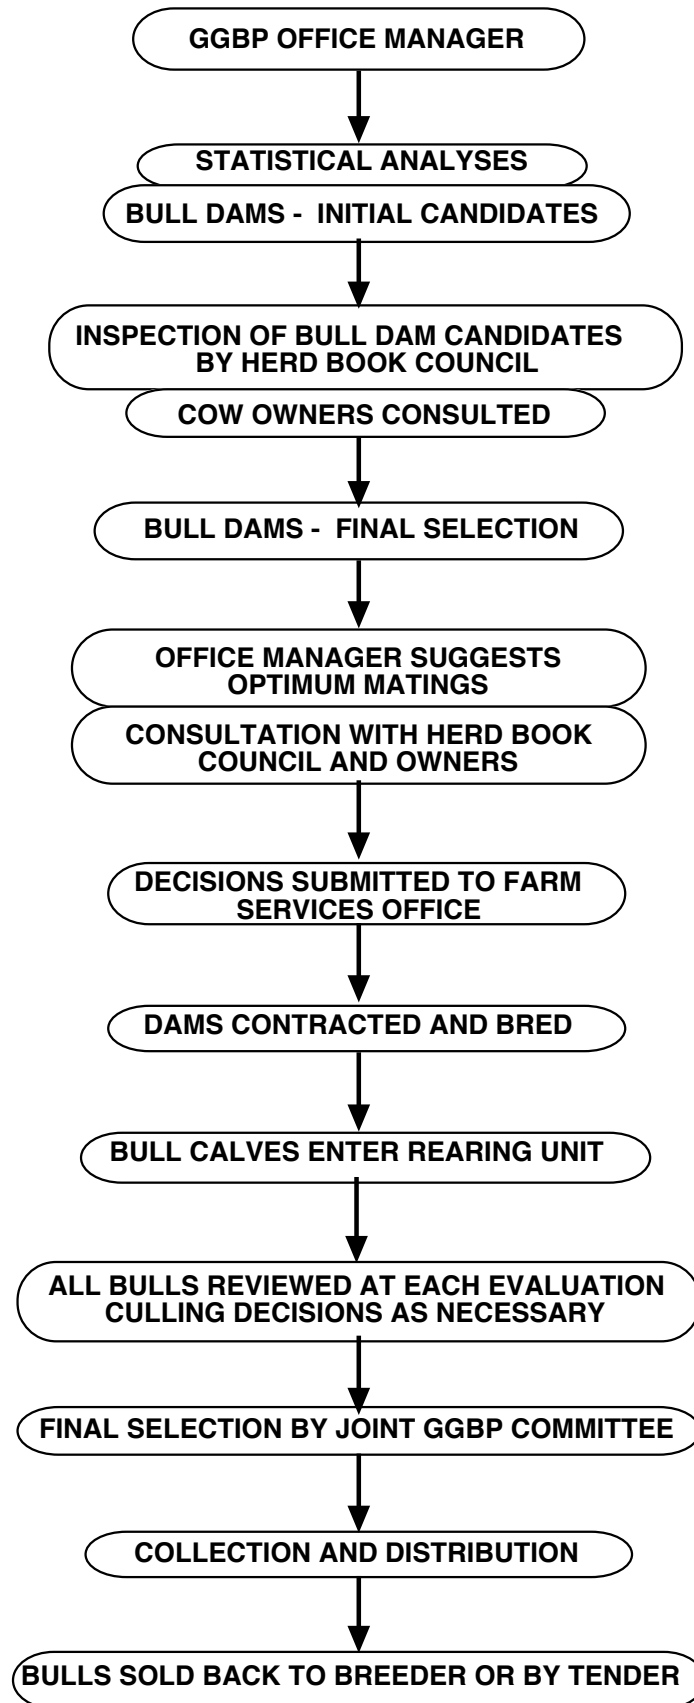 GGBP OFFICE MANAGER
STATISTICAL ANALYSES
BULL DAMS - INITIAL CANDIDATES
INSPECTION OF BULL DAM CANDIDATES
BY HERD BOOK COUNCIL
COW OWNERS CONSULTED
BULL DAMS - FINAL SELECTION
OFFICE MANAGER SUGGESTS
OPTIMUM MATINGS
CONSULTATION WITH HERD BOOK
COUNCIL AND OWNERS
DECISIONS SUBMITTED TO FARM
SERVICES OFFICE
DAMS CONTRACTED AND BRED
BULL CALVES ENTER REARING UNIT
ALL BULLS REVIEWED AT EACH EVALUATION
CULLING DECISIONS AS NECESSARY
FINAL SELECTION BY JOINT GGBP COMMITTEE
COLLECTION AND DISTRIBUTION
BULLS SOLD BACK TO BREEDER OR BY TENDER